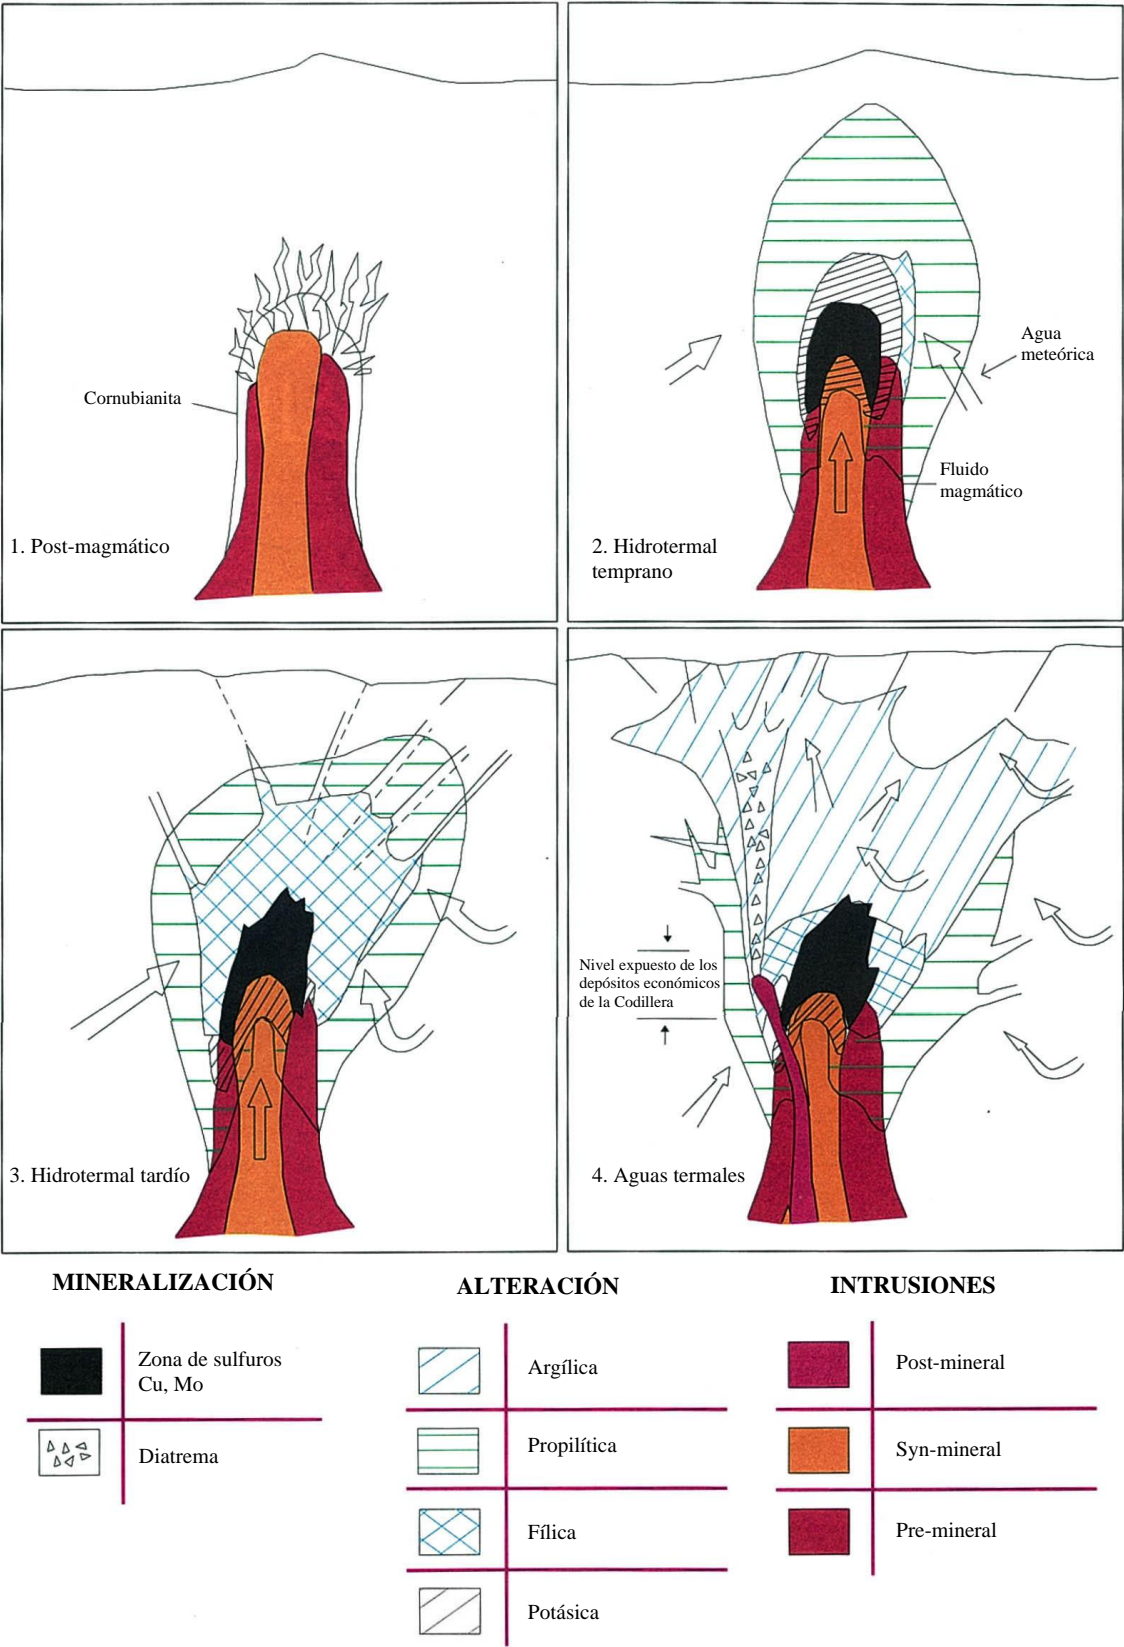 Cornubianita
1. Post-magmático
Agua
meteórica
Fluido
magmático
2. Hidrotermal
temprano
3. Hidrotermal tardío
Nivel expuesto de los
depósitos económicos
de la Codillera
4. Aguas termales
MINERALIZACIÓN
Zona de sulfuros
Cu, Mo
Diatrema
ALTERACIÓN
Argílica
Propilítica
Fílica
Potásica
INTRUSIONES
Post-mineral
Syn-mineral
Pre-mineral